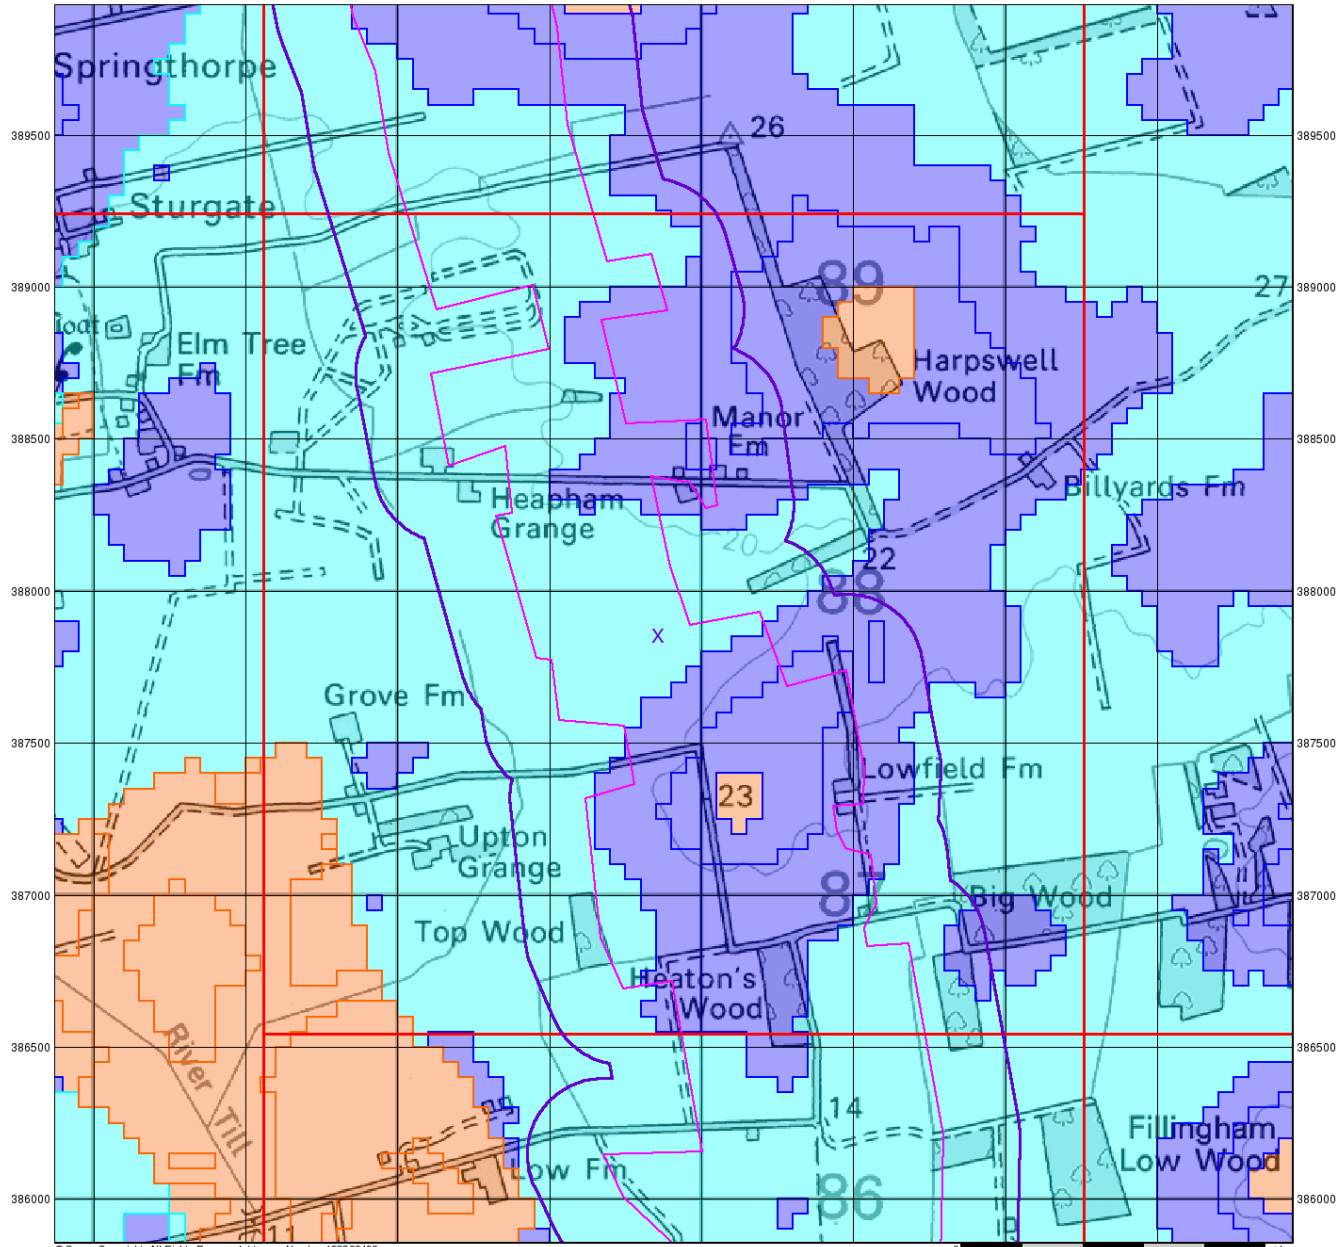 Springthorpe
26
389500
389500
Sturgate
89
27
389000
389000
Elm Tree
Fm
Harpswell
Wood
Manor
Fm
388500
388500
Billyards Fm
Heapham
Grange
20
22
88
388000
388000
X
Grove Fm
387500
387500
Lowfield Fm
23
Upton
Grange
387000
387000
Big Wood
Top Wood
Heaton's
Wood
River Till
386500
386500
14
Fillingham
Low Wood
Low Fm
86
386000
386000
11